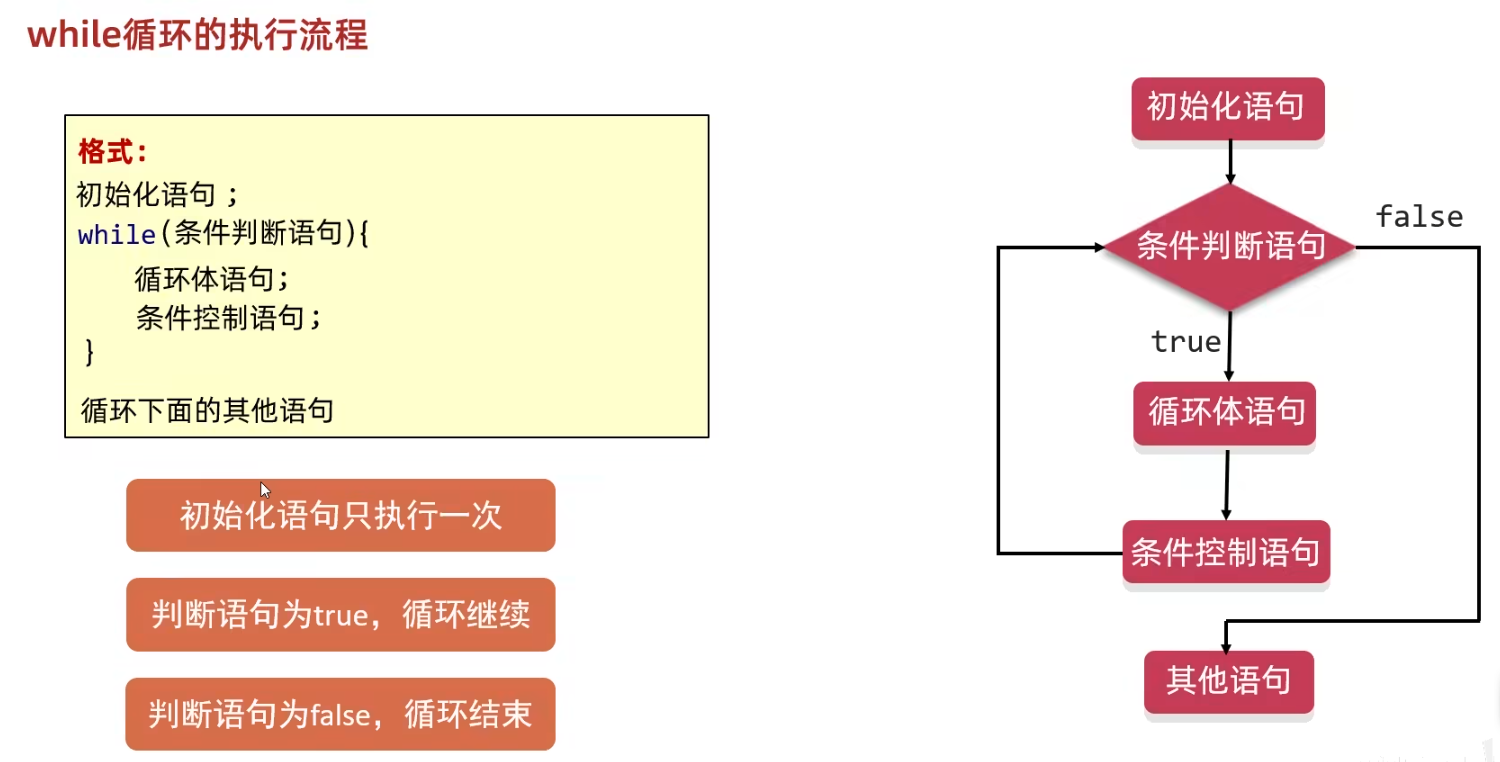 while循环的执行流程
格式：
初始化语句 ;
while(条件判断语句){
循环体语句;
条件控制语句;
}
循环下面的其他语句
初始化语句只执行一次
判断语句为true，循环继续
判断语句为false，循环结束
初始化语句
条件判断语句
false
true
循环体语句
条件控制语句
其他语句